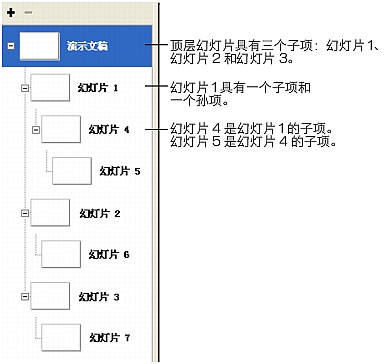 演示文稿
顶层幻灯片具有三个子项：幻灯片 1、
幻灯片 2 和幻灯片 3。
幻灯片 1
幻灯片 1 具有一个子项和
一个孙项。
幻灯片 4
幻灯片 4 是幻灯片 1 的子项。
幻灯片 5 是幻灯片 4 的子项。
幻灯片 5
幻灯片 2
幻灯片 6
幻灯片 3
幻灯片 7